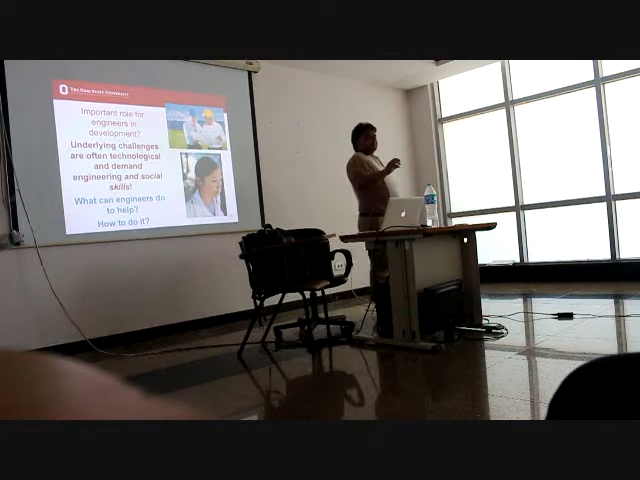 THE OHIO STATE UNIVERSITY
Important role for
engineers in
development?
Underlying challenges
are often technological
and demand
engineering and social
skills!
What can engineers do
to help?
How to do it?